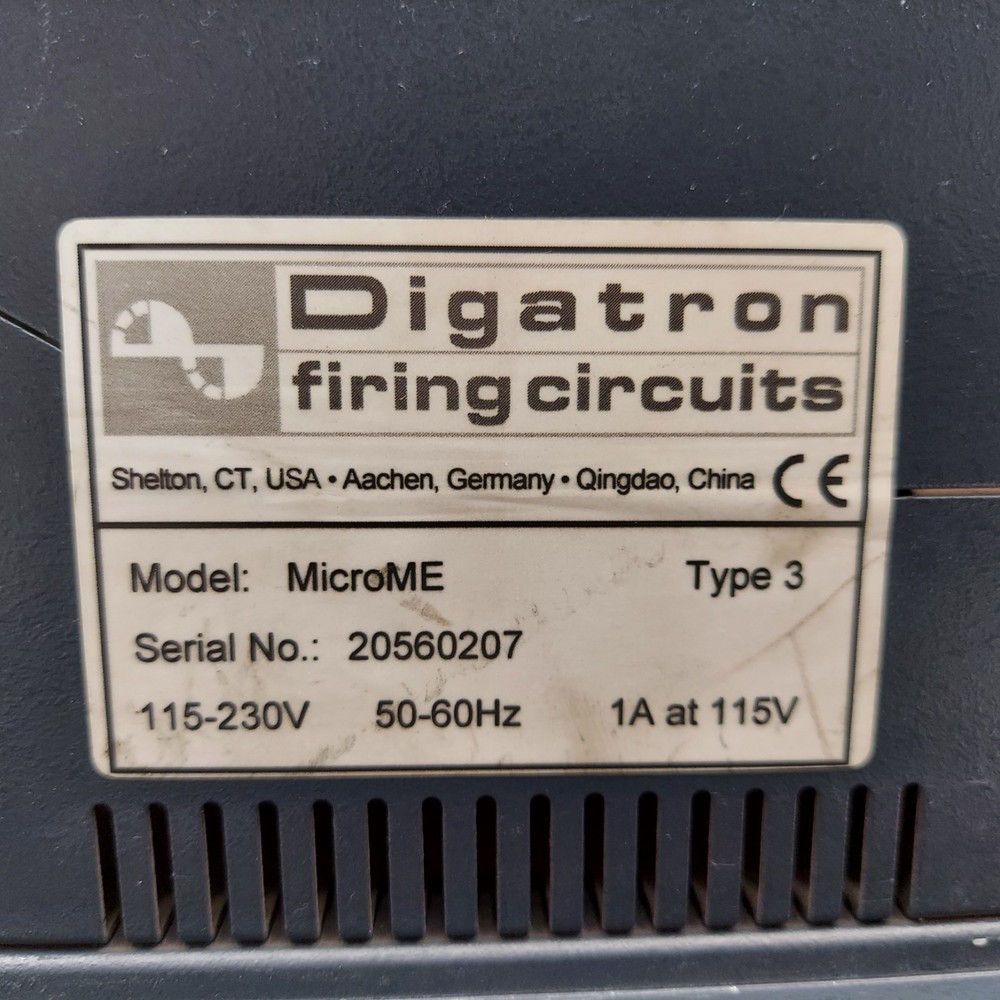 Digatron
firing circuits
Shelton, CT, USA • Aachen, Germany • Qingdao, China CE
Model: MicroME Type 3
Serial No.: 20560207
115-230V 50-60Hz 1A at 115V